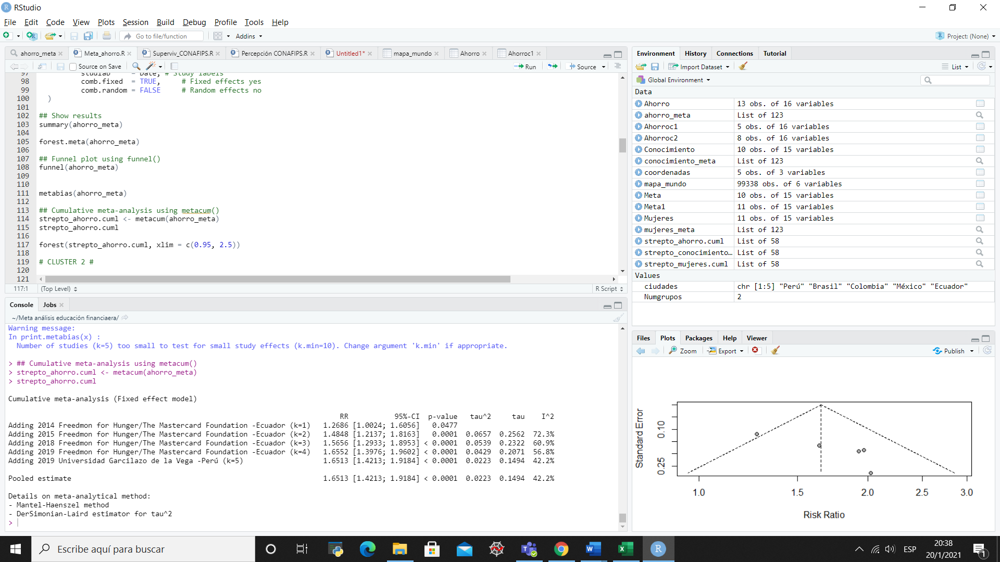 RStudio
File Edit Code View Plots Session Build Debug Profile Tools Help
Go to file/function Addins Project: (None)
ahorro_meta Meta_ahorro.R Superviv_CONAFIPS.R Percepción CONAFIPS.R Untitled1* mapa_mundo Ahorro Ahorroc1
Source on Save Run Source
97 studlab = Date, # Study labels
98 comb.fixed = TRUE, # Fixed effects yes
99 comb.random = FALSE # Random effects no
100 )
101
102 ## Show results
103 summary(ahorro_meta)
104
105 forest.meta(ahorro_meta)
106
107 ## Funnel plot using funnel()
108 funnel(ahorro_meta)
109
110
111 metabias(ahorro_meta)
112
113 ## Cumulative meta-analysis using metacum()
114 strepto_ahorro.cuml <- metacum(ahorro_meta)
115 strepto_ahorro.cuml
116
117 forest(strepto_ahorro.cuml, xlim = c(0.95, 2.5))
118
119 # CLUSTER 2 #
120
121
117:1 (Top Level) R Script
Console Jobs
~/Meta análisis educación financiaera/
Warning message:
In print.metabias(x) :
Number of studies (k=5) too small to test for small study effects (k.min=10). Change argument 'k.min' if appropriate.
> ## Cumulative meta-analysis using metacum()
> strepto_ahorro.cuml <- metacum(ahorro_meta)
> strepto_ahorro.cuml
Cumulative meta-analysis (Fixed effect model)
RR 95%-CI p-value tau^2 tau I^2
Adding 2014 Freedmon for Hunger/The Mastercard Foundation -Ecuador (k=1) 1.2686 [1.0024; 1.6056] 0.0477
Adding 2015 Freedmon for Hunger/The Mastercard Foundation -Ecuador (k=2) 1.4848 [1.2137; 1.8163] 0.0001 0.0657 0.2562 72.3%
Adding 2018 Freedmon for Hunger/The Mastercard Foundation -Ecuador (k=3) 1.5656 [1.2933; 1.8953] < 0.0001 0.0539 0.2322 60.9%
Adding 2019 Freedmon for Hunger/The Mastercard Foundation -Ecuador (k=4) 1.6552 [1.3976; 1.9602] < 0.0001 0.0429 0.2071 56.8%
Adding 2019 Universidad Garcilazo de la Vega -Perú (k=5) 1.6513 [1.4213; 1.9184] < 0.0001 0.0223 0.1494 42.2%
Pooled estimate 1.6513 [1.4213; 1.9184] < 0.0001 0.0223 0.1494 42.2%
Details on meta-analytical method:
- Mantel-Haenszel method
- DerSimonian-Laird estimator for tau^2
>
Environment History Connections Tutorial
Import Dataset List
Global Environment
Data
Ahorro 13 obs. of 16 variables
ahorro_meta List of 123
Ahorroc1 5 obs. of 16 variables
Ahorroc2 8 obs. of 16 variables
Conocimiento 10 obs. of 15 variables
conocimiento_meta List of 123
coordenadas 5 obs. of 3 variables
mapa_mundo 99338 obs. of 6 variables
Meta 10 obs. of 15 variables
Meta1 11 obs. of 15 variables
Mujeres 11 obs. of 15 variables
mujeres_meta List of 123
strepto_ahorro.cuml List of 58
strepto_conocimiento… List of 58
strepto_mujeres.cuml List of 58
Values
ciudades chr [1:5] "Perú" "Brasil" "Colombia" "México" "Ecuador"
Numgrupos 2
Files Plots Packages Help Viewer
Zoom Export Publish
Standard Error
0.10
0.25
1.0 1.5 2.0 2.5 3.0
Risk Ratio
Escribe aquí para buscar
ESP
20:38
20/1/2021
1